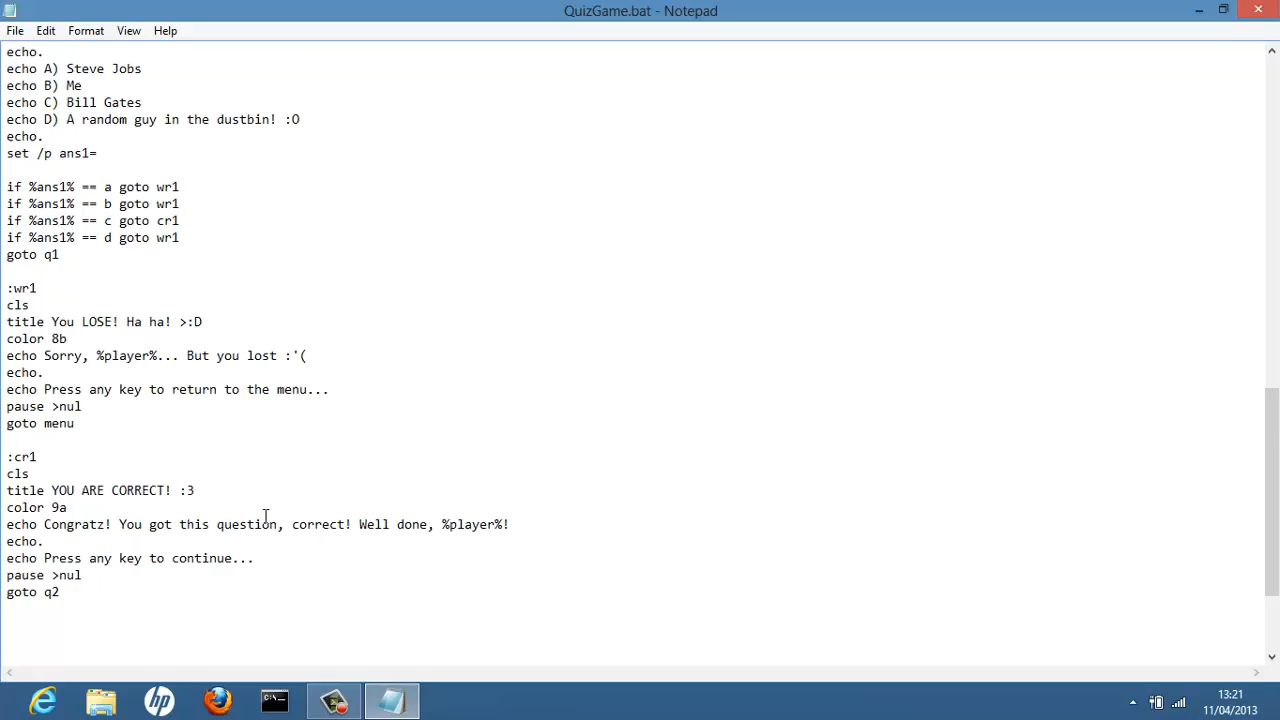 QuizGame.bat - Notepad
File Edit Format View Help
echo.
echo A) Steve Jobs
echo B) Me
echo C) Bill Gates
echo D) A random guy in the dustbin! :O
echo.
set /p ans1=
if %ans1% == a goto wr1
if %ans1% == b goto wr1
if %ans1% == c goto cr1
if %ans1% == d goto wr1
goto q1
:wr1
cls
title You LOSE! Ha ha! >:D
color 8b
echo Sorry, %player%... But you lost :'(
echo.
echo Press any key to return to the menu...
pause >nul
goto menu
:cr1
cls
title YOU ARE CORRECT! :3
color 9a
echo Congratz! You got this question, correct! Well done, %player%!
echo.
echo Press any key to continue...
pause >nul
goto q2
hp
13:21
11/04/2013